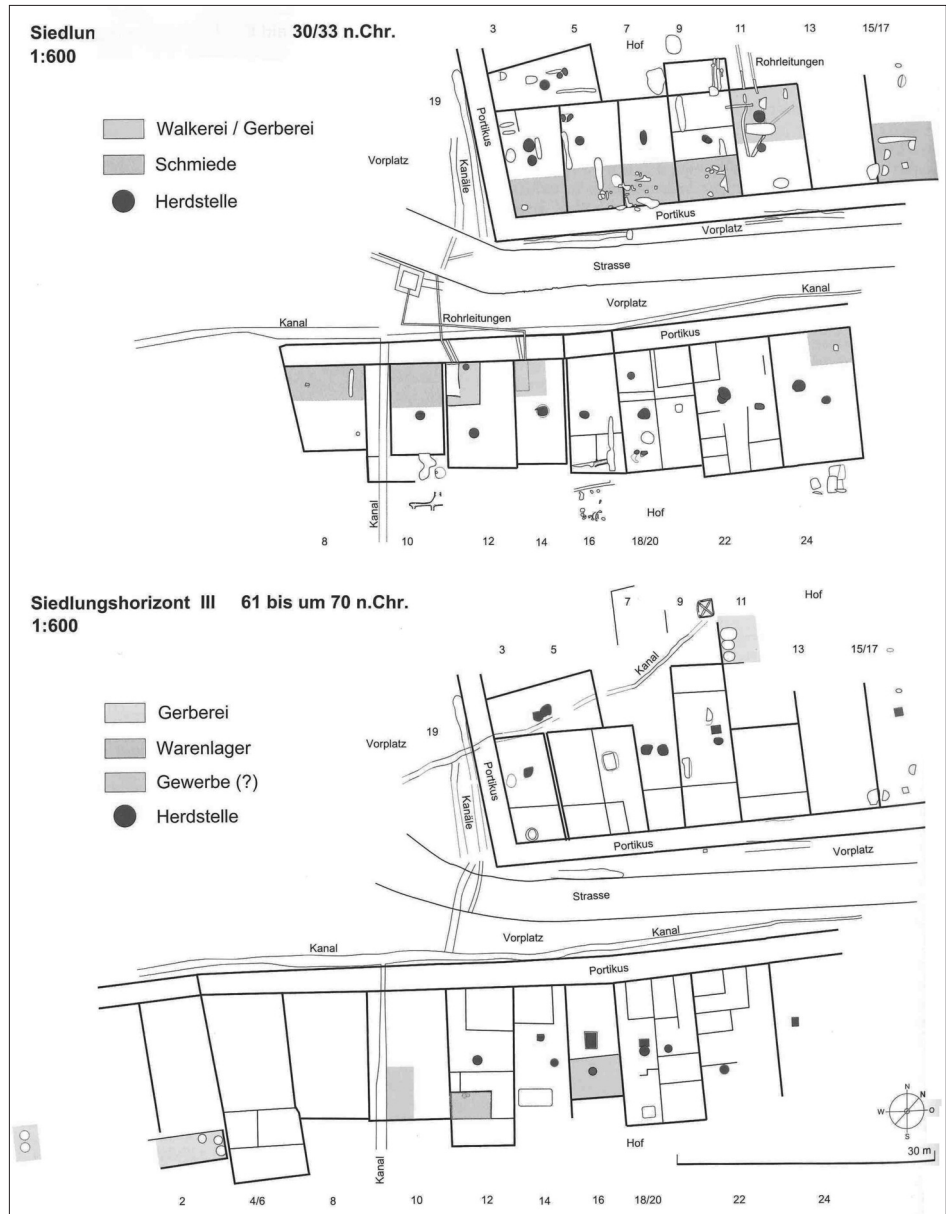 Siedlun 30/33 n.Chr.
1:600
Walkerei / Gerberei
Schmiede
Herdstelle
3 5 7 9 11 13 15/17
Hof
Rohrleitungen
19
Portikus
Vorplatz
Kanäle
Portikus
Vorplatz
Strasse
Vorplatz
Kanal
Kanal
Rohrleitungen
Portikus
Kanal
Hof
8 10 12 14 16 18/20 22 24
Siedlungshorizont III 61 bis um 70 n.Chr.
1:600
Gerberei
Warenlager
Gewerbe (?)
Herdstelle
7 9 11 Hof
3 5 13 15/17
Kanal
19
Vorplatz
Portikus
Kanäle
Portikus
Vorplatz
Strasse
Kanal
Vorplatz
Kanal
Portikus
N
N
W O
S
Hof
30 m
Kanal
2 4/6 8 10 12 14 16 18/20 22 24